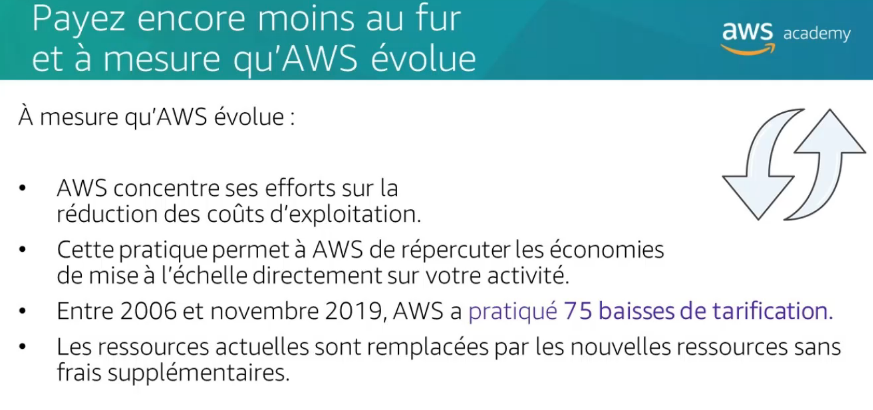 Payez encore moins au fur
et à mesure qu'AWS évolue
aws academy
À mesure qu'AWS évolue :
• AWS concentre ses efforts sur la
réduction des coûts d'exploitation.
• Cette pratique permet à AWS de répercuter les économies
de mise à l'échelle directement sur votre activité.
• Entre 2006 et novembre 2019, AWS a pratiqué 75 baisses de tarification.
• Les ressources actuelles sont remplacées par les nouvelles ressources sans
frais supplémentaires.